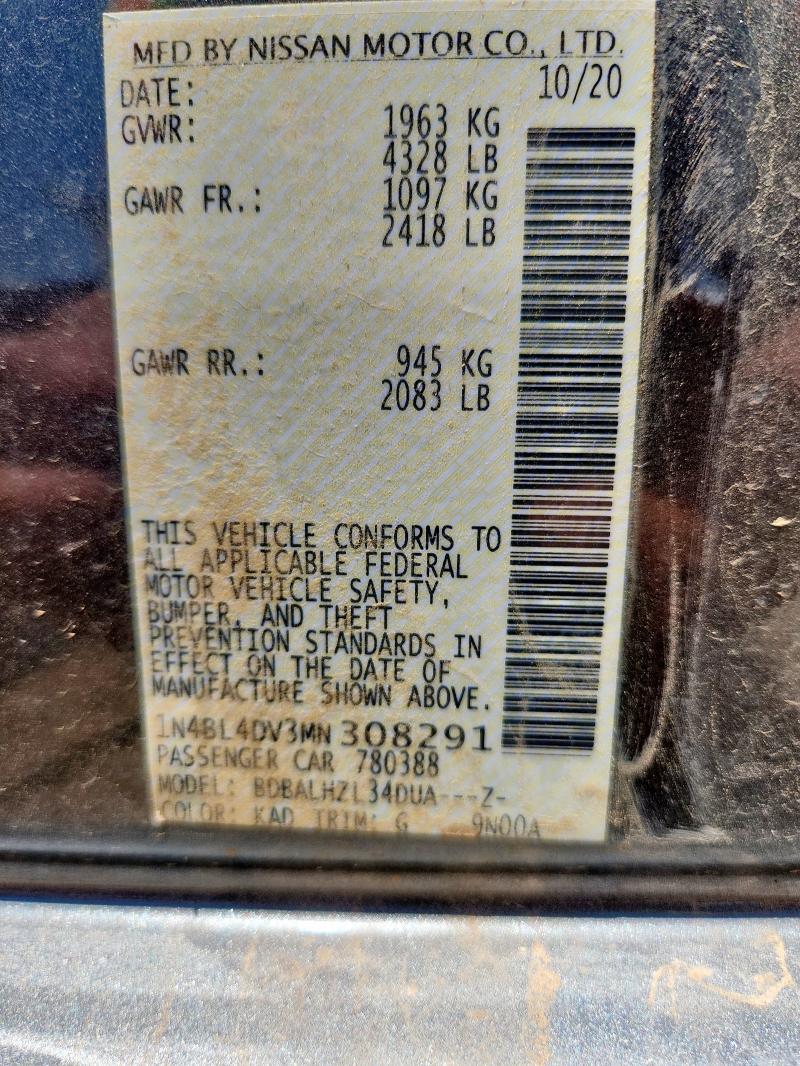 MFD BY NISSAN MOTOR CO., LTD.
DATE: 10/20
GVWR: 1963 KG
4328 LB
GAWR FR.: 1097 KG
2418 LB
GAWR RR.: 945 KG
2083 LB
THIS VEHICLE CONFORMS TO
ALL APPLICABLE FEDERAL
MOTOR VEHICLE SAFETY,
BUMPER, AND THEFT
PREVENTION STANDARDS IN
EFFECT ON THE DATE OF
MANUFACTURE SHOWN ABOVE.
1N4BL4DV3MN308291
PASSENGER CAR 780388
MODEL: BDBALHZL34DUA---Z-
COLOR: KAD TRIM: G 9N00A